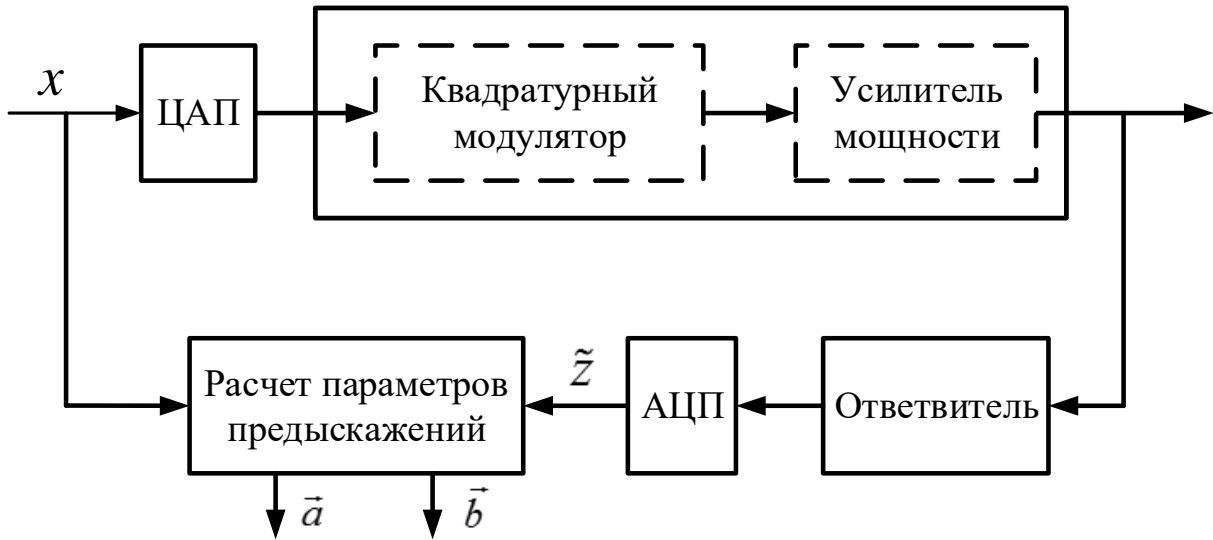 x
ЦАП
Квадратурный
модулятор
Усилитель
мощности
Расчет параметров
предыскажений
z̃
АЦП
Ответвитель
a⃗
b⃗